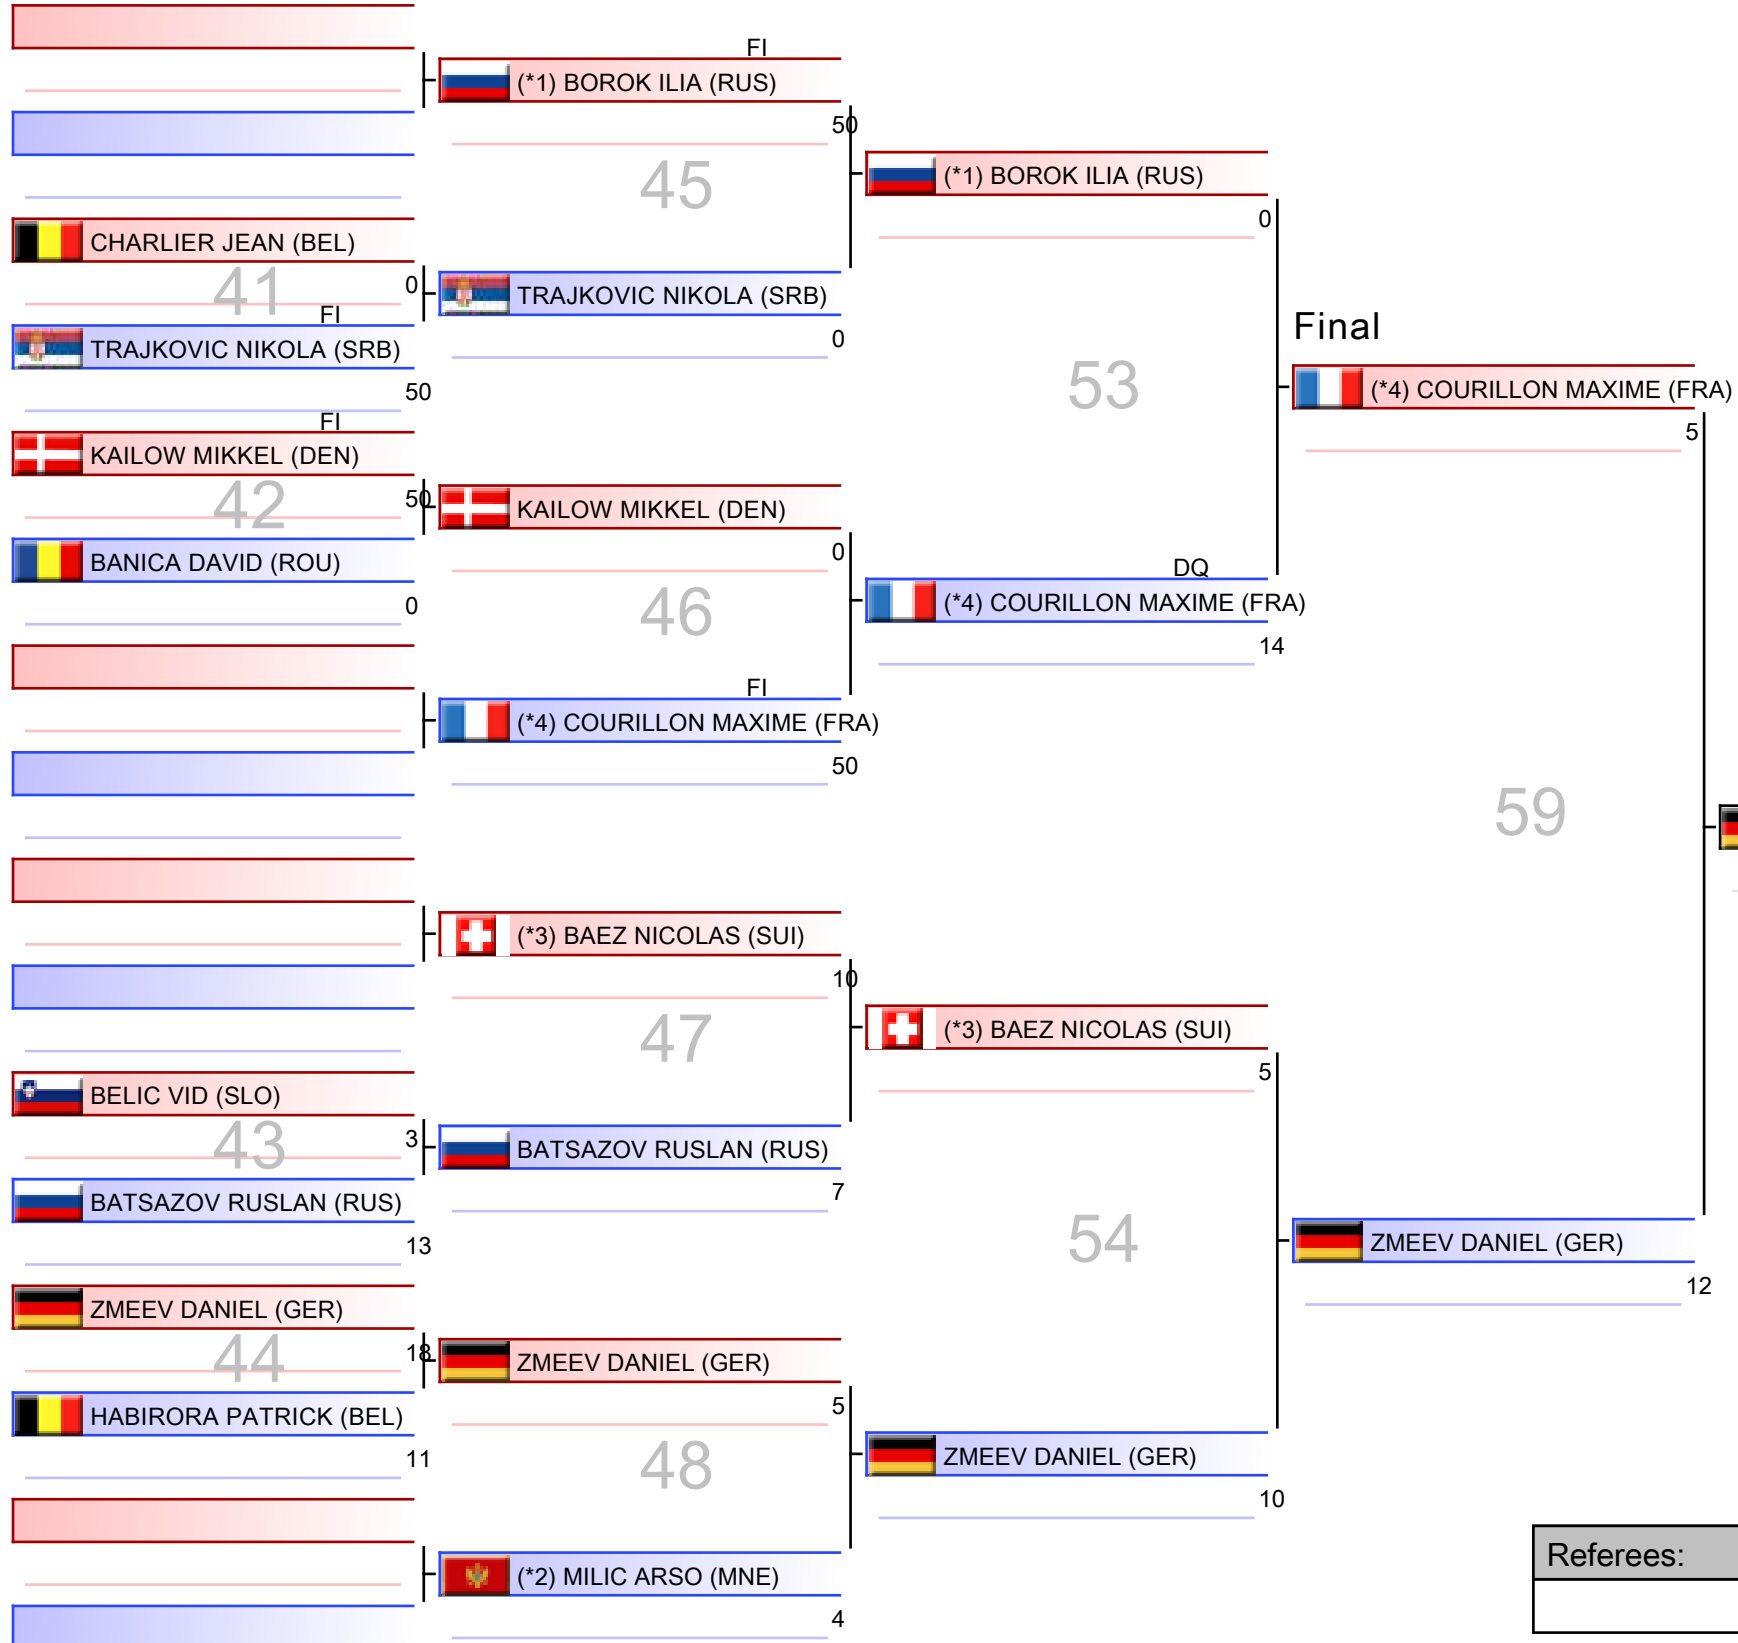 FI
(*1) BOROK ILIA (RUS)
50
45
(*1) BOROK ILIA (RUS)
0
CHARLIER JEAN (BEL)
41
0
TRAJKOVIC NIKOLA (SRB)
0
FI
TRAJKOVIC NIKOLA (SRB)
50
53
Final
(*4) COURILLON MAXIME (FRA)
5
FI
KAILOW MIKKEL (DEN)
42
50
KAILOW MIKKEL (DEN)
0
BANICA DAVID (ROU)
0
46
DQ
(*4) COURILLON MAXIME (FRA)
14
FI
(*4) COURILLON MAXIME (FRA)
50
59
(*3) BAEZ NICOLAS (SUI)
10
47
(*3) BAEZ NICOLAS (SUI)
5
BELIC VID (SLO)
43
3
BATSAZOV RUSLAN (RUS)
7
BATSAZOV RUSLAN (RUS)
13
54
ZMEEV DANIEL (GER)
12
ZMEEV DANIEL (GER)
44
18
ZMEEV DANIEL (GER)
5
HABIRORA PATRICK (BEL)
11
48
ZMEEV DANIEL (GER)
10
(*2) MILIC ARSO (MNE)
4
Referees: